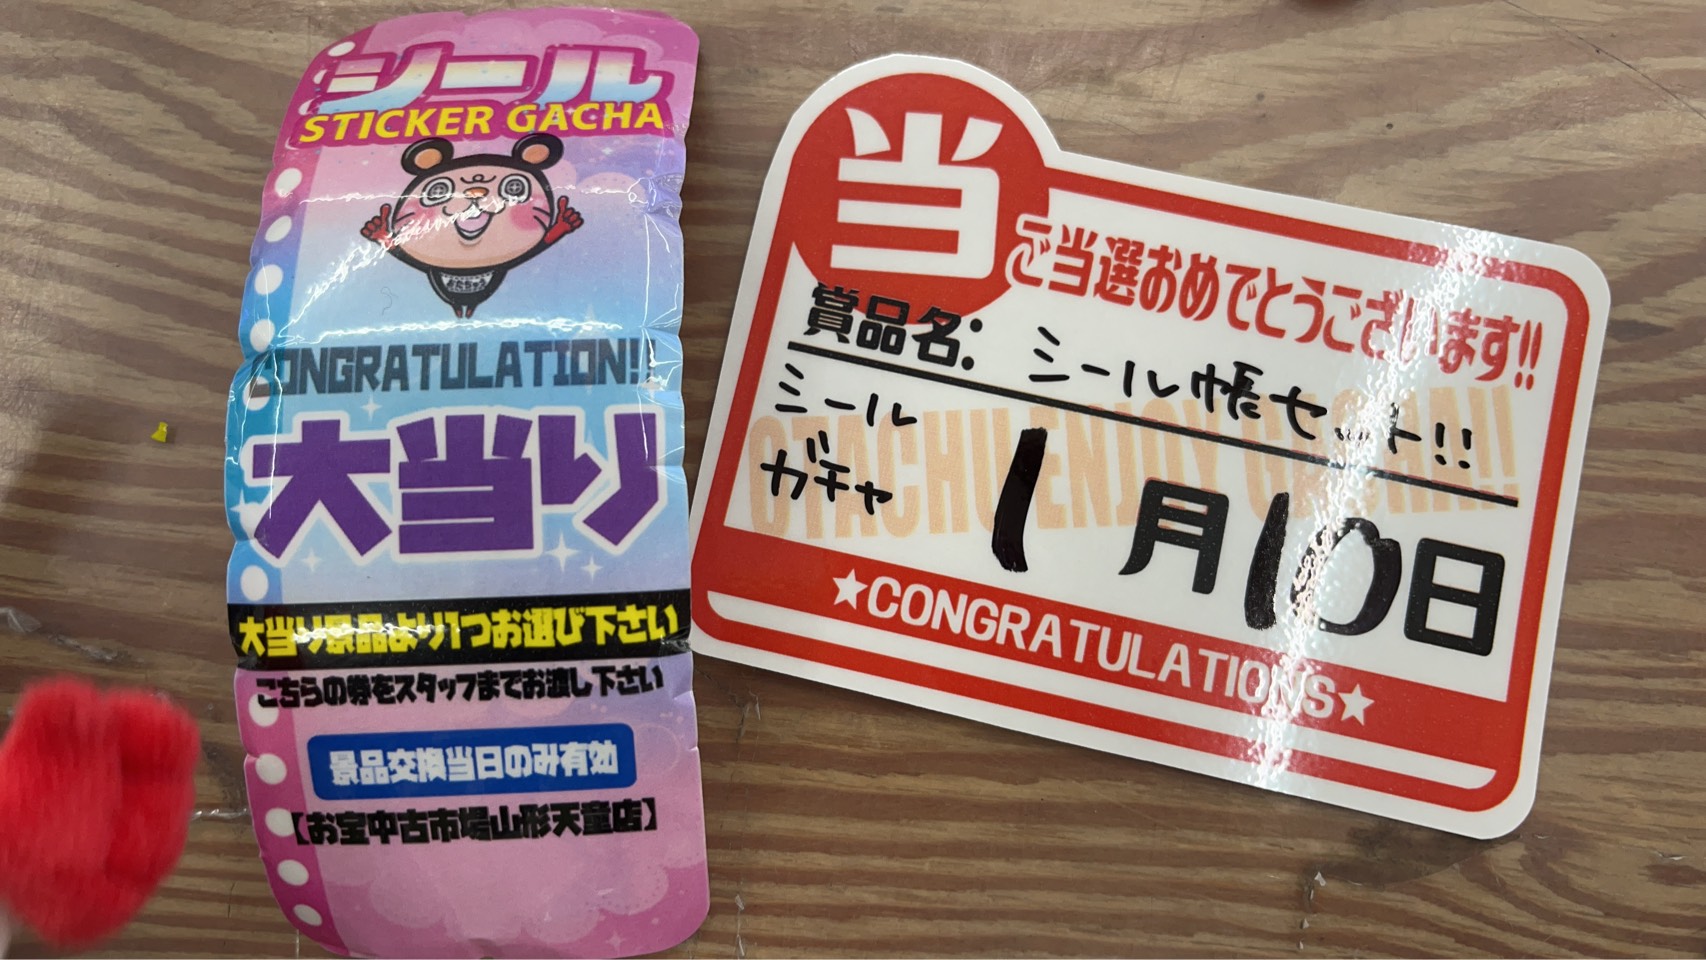 シール
STICKER GACHA
おたちゅう
CONGRATULATION!!
大当り
大当り景品より1つお選び下さい
こちらの券をスタッフまでお渡し下さい
景品交換当日のみ有効
【お宝中古市場山形天童店】
当
ご当選おめでとうございます!!
賞品名: シール帳セット!!
シール
ガチャ
OTACHU ENJOY GACHA!!!
1月10日
★CONGRATULATIONS★